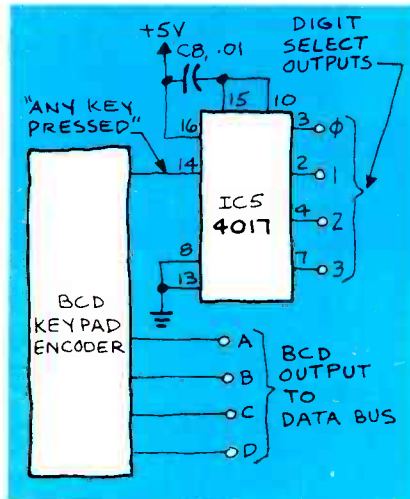 DIGIT
SELECT
OUTPUTS
+5V
C8, .01
"ANY KEY
PRESSED"
15
10
16
3
0
14
2
1
IC5
4017
4
2
7
3
8
13
BCD
KEYPAD
ENCODER
A
B
C
D
BCD
OUTPUT
TO
DATA BUS